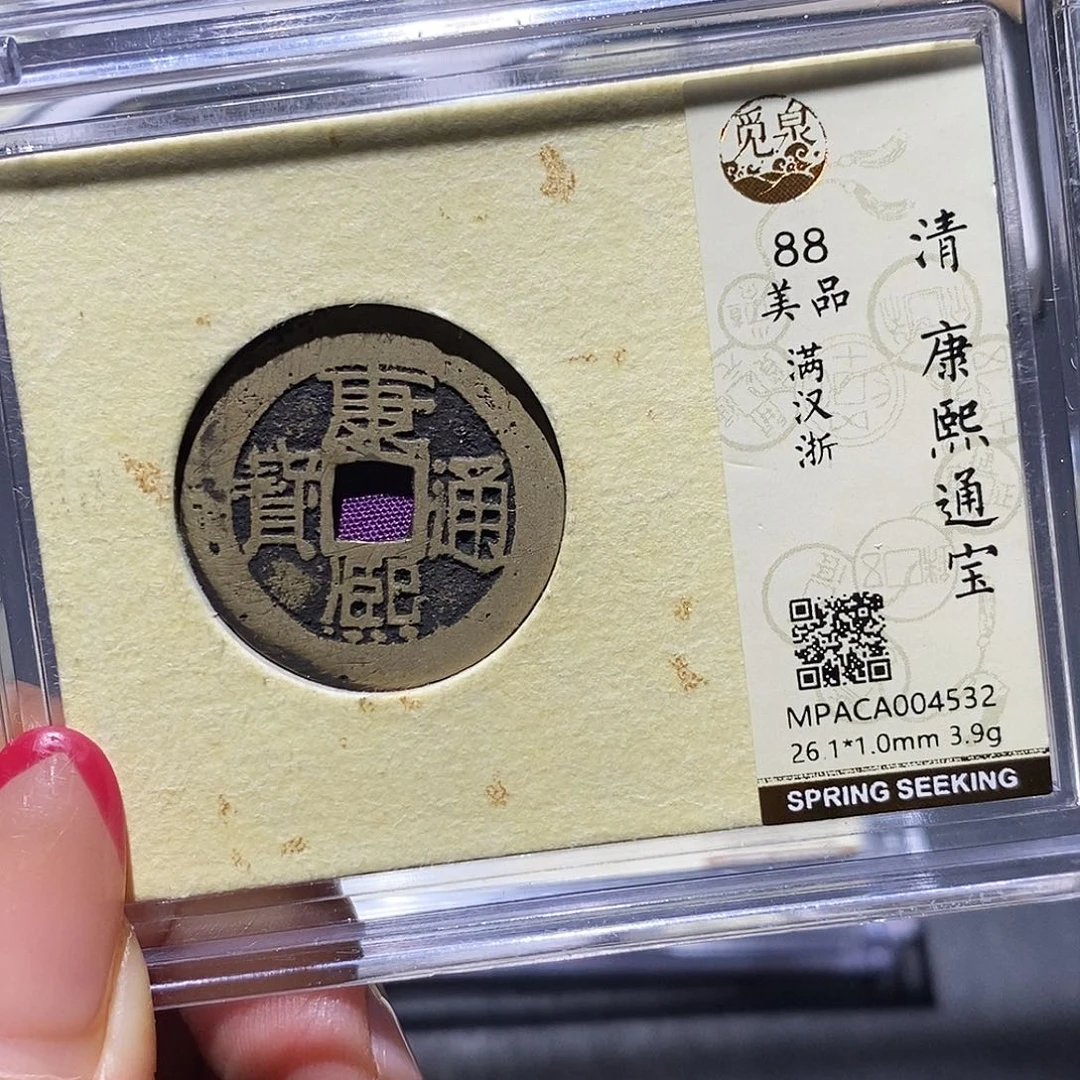 觅泉
88
美品
满汉浙
清 康熙通宝
MPACA004532
26.1*1.0mm 3.9g
SPRING SEEKING
康熙通寶